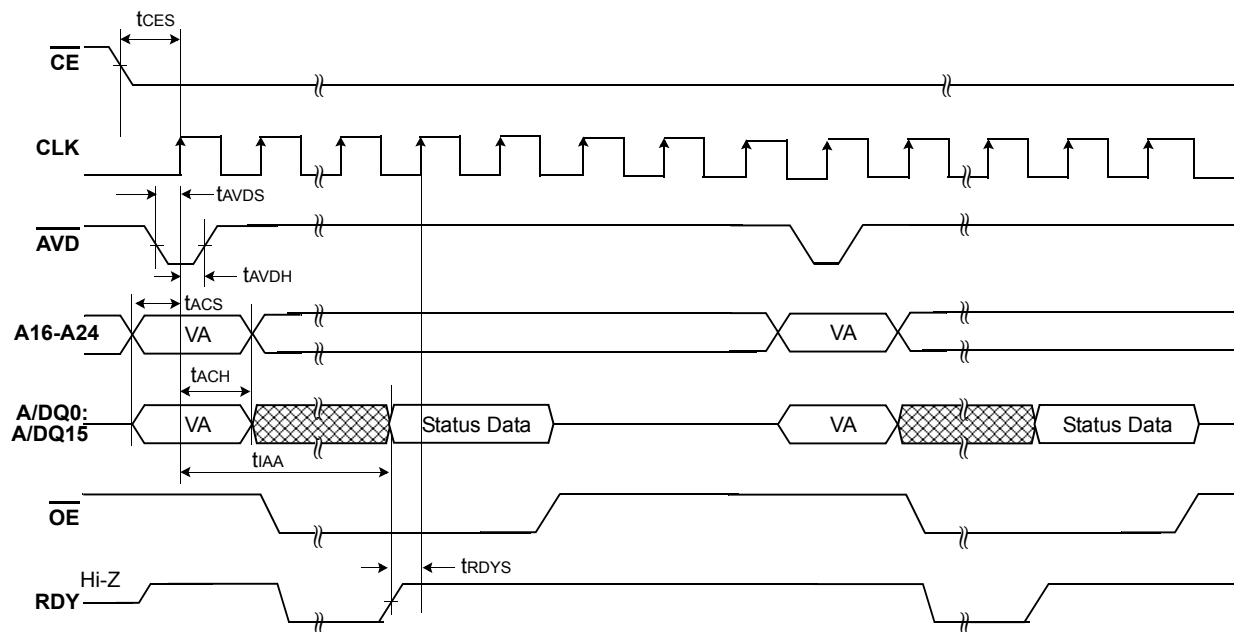 tCES
CE
CLK
tAVDS
AVD
tAVDH
tACS
A16-A24
VA
VA
tACH
A/DQ0:
A/DQ15
VA
Status Data
VA
Status Data
tIAA
OE
tRDYS
Hi-Z
RDY